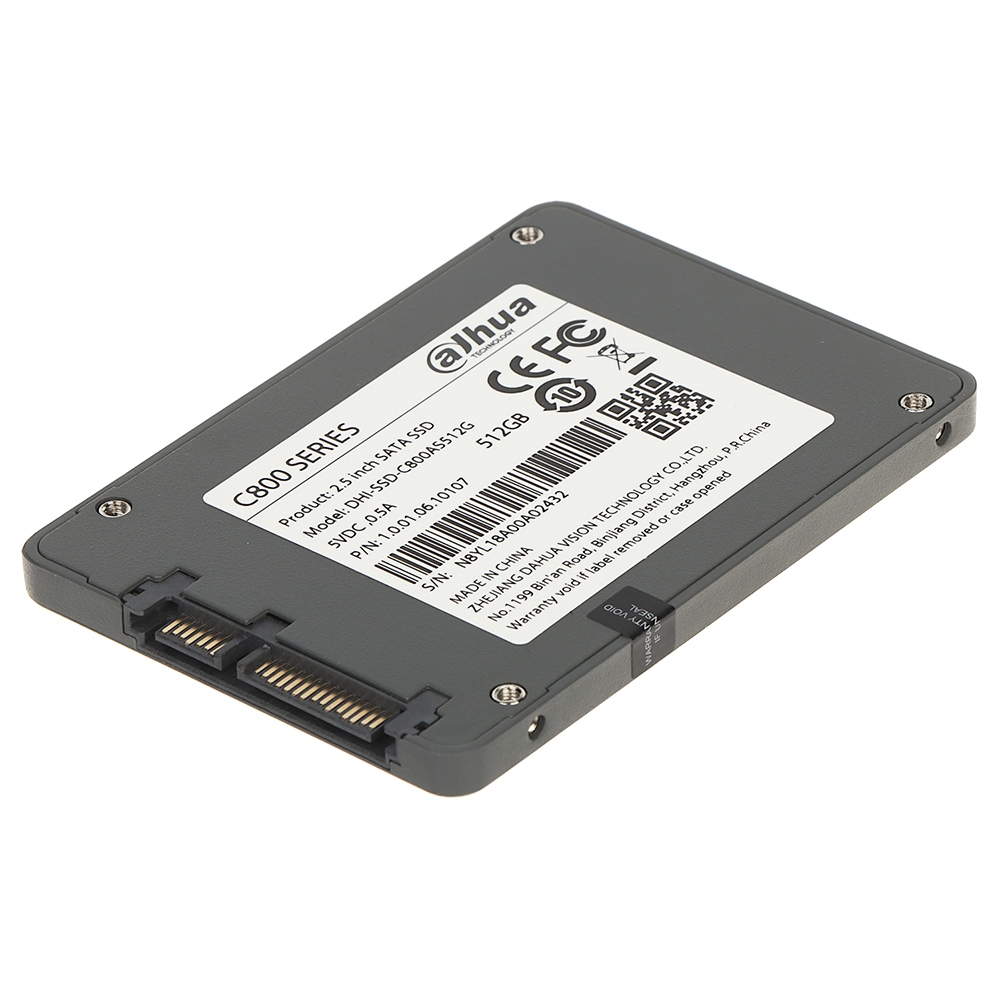 alhua
TECHNOLOGY
C800 SERIES
CE FC
10
Product: 2.5 inch SATA SSD
Model: DHI-SSD-C800AS512G
5VDC ,0.5A
512GB
P/N: 1.0.01.06.10107
S/N: N8YL18A00A02432
MADE IN CHINA
ZHEJIANG DAHUA VISION TECHNOLOGY CO.,LTD.
No.1199 Bin'an Road, Binjiang District, Hangzhou, P.R.China
Warranty void if label removed or case opened
WARRANTY VOID
IF UNSEAL